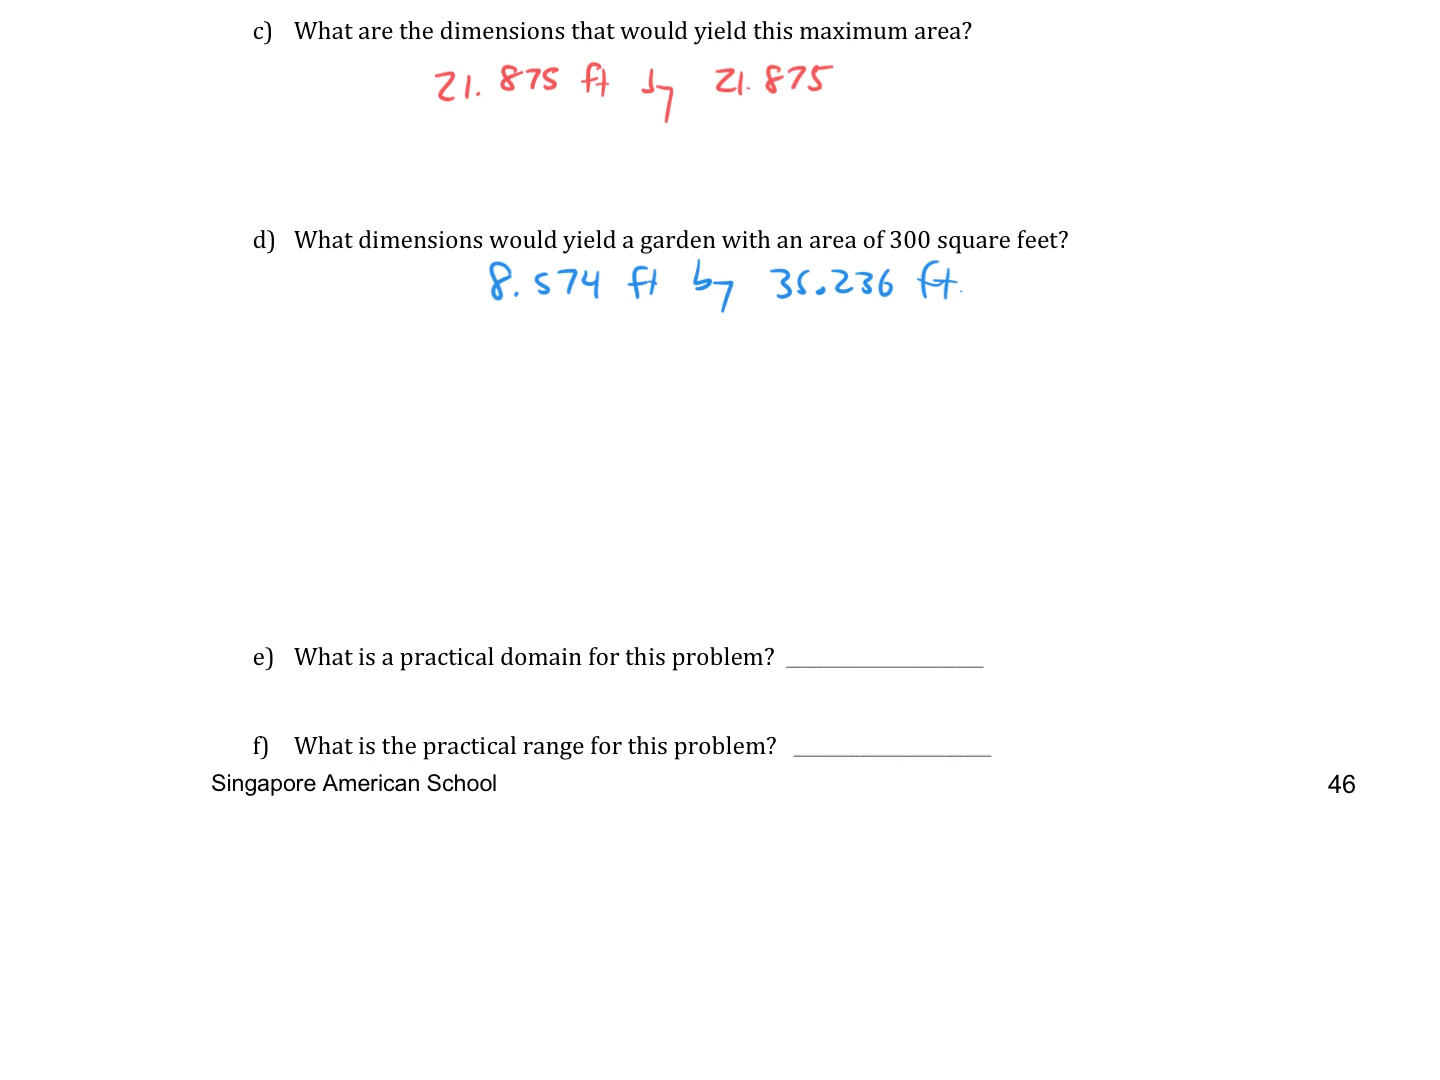 c) What are the dimensions that would yield this maximum area?
21.875 ft by 21.875
d) What dimensions would yield a garden with an area of 300 square feet?
8.574 ft by 35.236 ft.
e) What is a practical domain for this problem? ________________
f) What is the practical range for this problem? ________________
Singapore American School 46